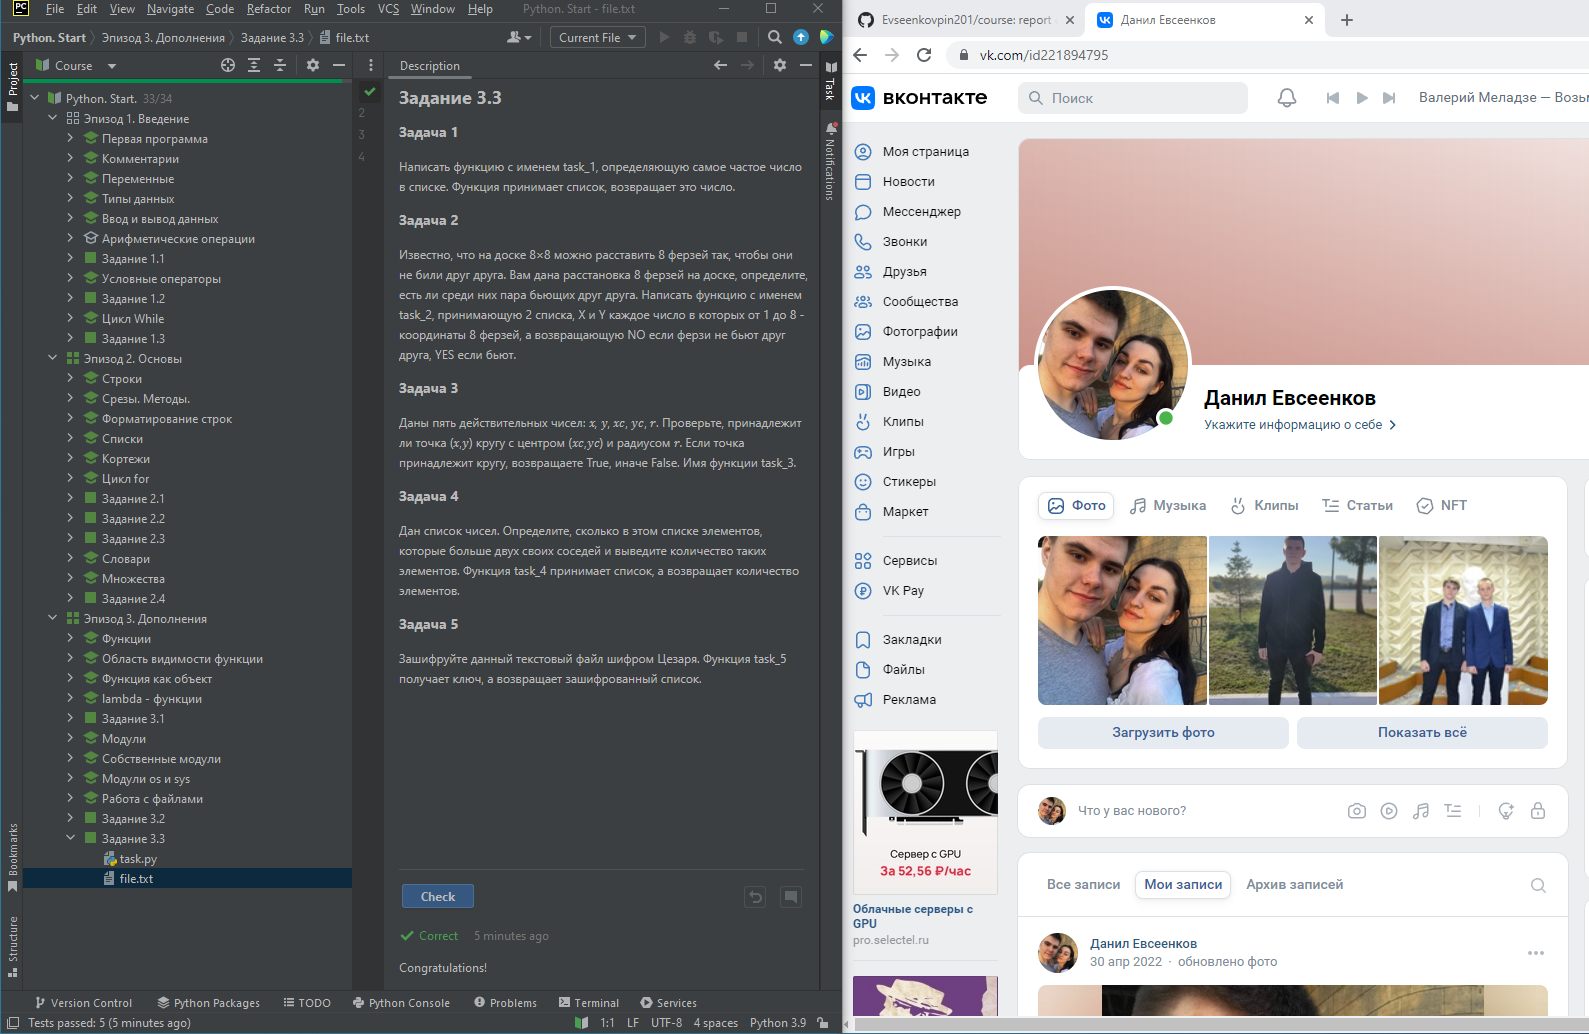 PC File Edit View Navigate Code Refactor Run Tools VCS Window Help Python. Start - file.txt
Python. Start Эпизод 3. Дополнения Задание 3.3 file.txt Current File
Project
Course
Python. Start. 33/34
Эпизод 1. Введение
Первая программа
Комментарии
Переменные
Типы данных
Ввод и вывод данных
Арифметические операции
Задание 1.1
Условные операторы
Задание 1.2
Цикл While
Задание 1.3
Эпизод 2. Основы
Строки
Срезы. Методы.
Форматирование строк
Списки
Кортежи
Цикл for
Задание 2.1
Задание 2.2
Задание 2.3
Словари
Множества
Задание 2.4
Эпизод 3. Дополнения
Функции
Область видимости функции
Функция как объект
lambda - функции
Задание 3.1
Модули
Собственные модули
Модули os и sys
Работа с файлами
Задание 3.2
Задание 3.3
task.py
file.txt
Bookmarks
Structure
2
3
4
Description
Задание 3.3
Задача 1
Написать функцию с именем task_1, определяющую самое частое число
в списке. Функция принимает список, возвращает это число.
Задача 2
Известно, что на доске 8×8 можно расставить 8 ферзей так, чтобы они
не били друг друга. Вам дана расстановка 8 ферзей на доске, определите,
есть ли среди них пара бьющих друг друга. Написать функцию с именем
task_2, принимающую 2 списка, X и Y каждое число в которых от 1 до 8 -
координаты 8 ферзей, а возвращающую NO если ферзи не бьют друг
друга, YES если бьют.
Задача 3
Даны пять действительных чисел: x, y, xc, yc, r. Проверьте, принадлежит
ли точка (x,y) кругу с центром (xc,yc) и радиусом r. Если точка
принадлежит кругу, возвращаете True, иначе False. Имя функции task_3.
Задача 4
Дан список чисел. Определите, сколько в этом списке элементов,
которые больше двух своих соседей и выведите количество таких
элементов. Функция task_4 принимает список, а возвращает количество
элементов.
Задача 5
Зашифруйте данный текстовый файл шифром Цезаря. Функция task_5
получает ключ, а возвращает зашифрованный список.
Check
Correct 5 minutes ago
Congratulations!
Task
Notifications
Version Control Python Packages TODO Python Console Problems Terminal Services
Tests passed: 5 (5 minutes ago) 1:1 LF UTF-8 4 spaces Python 3.9
Evseenkovpin201/course: report
Данил Евсеенков
vk.com/id221894795
вконтакте
Поиск
Валерий Меладзе — Возьм
Моя страница
Новости
Мессенджер
Звонки
Друзья
Сообщества
Фотографии
Музыка
Видео
Клипы
Игры
Стикеры
Маркет
Сервисы
VK Pay
Закладки
Файлы
Реклама
Сервер с GPU
За 52,56 ₽/час
Облачные серверы с
GPU
pro.selectel.ru
Данил Евсеенков
Укажите информацию о себе
Фото Музыка Клипы Статьи NFT
Загрузить фото Показать всё
Что у вас нового?
Все записи Мои записи Архив записей
Данил Евсеенков
30 апр 2022 · обновлено фото